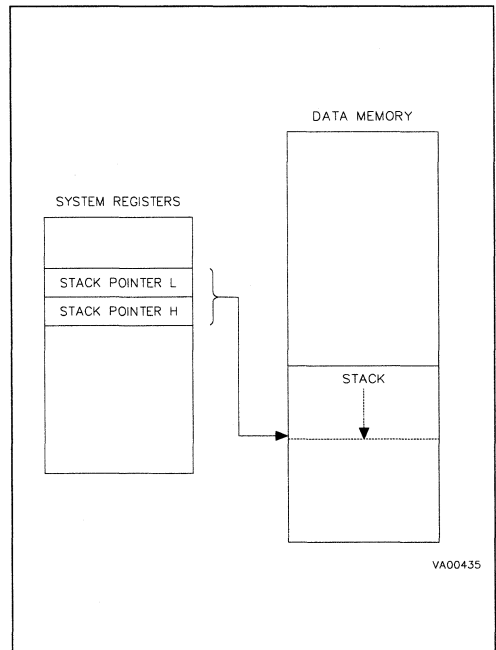 DATA MEMORY
SYSTEM REGISTERS
STACK POINTER L
STACK POINTER H
STACK
VA00435